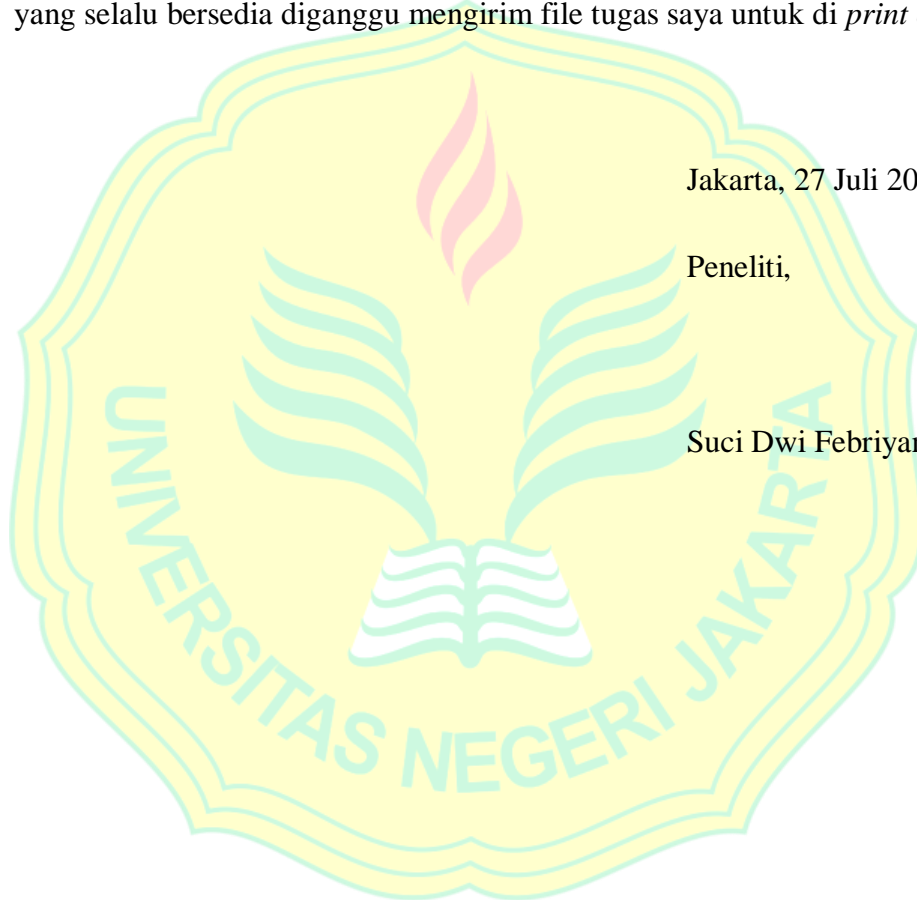 yang selalu bersedia diganggu mengirim file tugas saya untuk di print
Jakarta, 27 Juli 20
Peneliti,
Suci Dwi Febriyan
UNIVERSITAS NEGERI JAKARTA